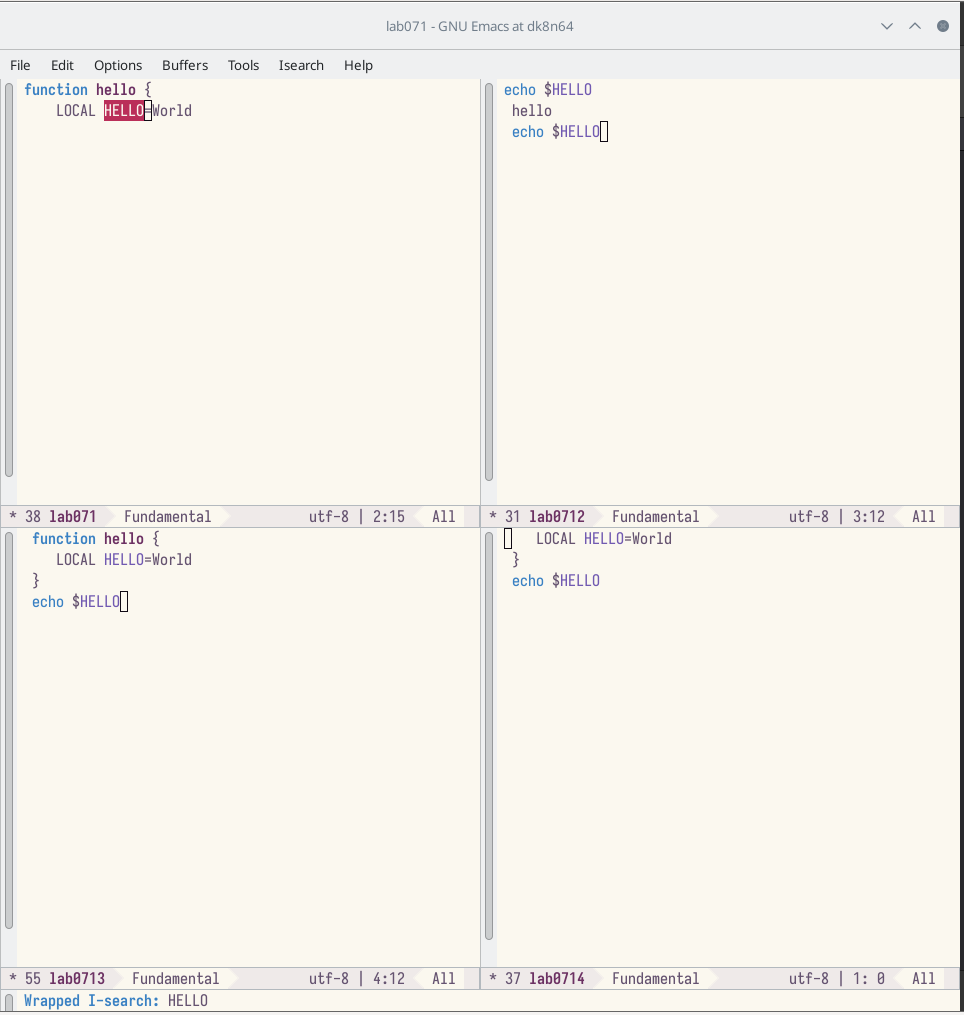 lab071 - GNU Emacs at dk8n64
File Edit Options Buffers Tools Isearch Help
function hello {
    LOCAL HELLO=World
* 38 lab071 Fundamental utf-8 | 2:15 All
echo $HELLO
 hello
 echo $HELLO
* 31 lab0712 Fundamental utf-8 | 3:12 All
 function hello {
    LOCAL HELLO=World
 }
 echo $HELLO
* 55 lab0713 Fundamental utf-8 | 4:12 All
    LOCAL HELLO=World
 }
 echo $HELLO
* 37 lab0714 Fundamental utf-8 | 1: 0 All
Wrapped I-search: HELLO